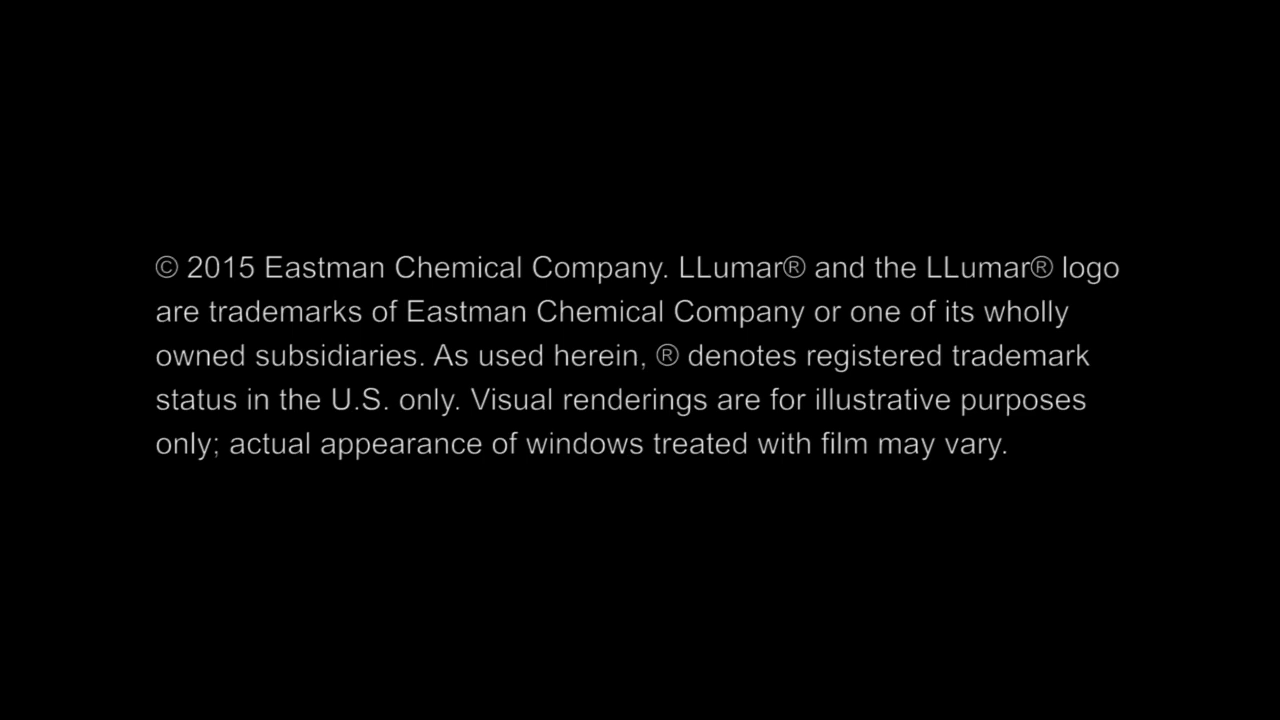 © 2015 Eastman Chemical Company. LLumar® and the LLumar® logo
are trademarks of Eastman Chemical Company or one of its wholly
owned subsidiaries. As used herein, ® denotes registered trademark
status in the U.S. only. Visual renderings are for illustrative purposes
only; actual appearance of windows treated with film may vary.